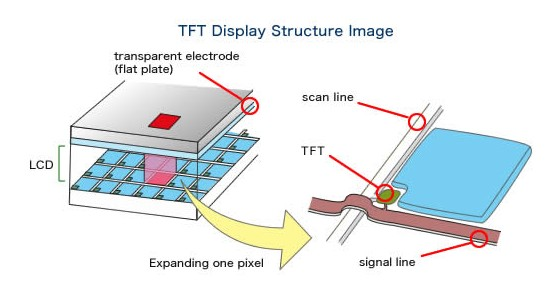 TFT Display Structure Image
transparent electrode
(flat plate)
scan line
TFT
LCD
Expanding one pixel
signal line